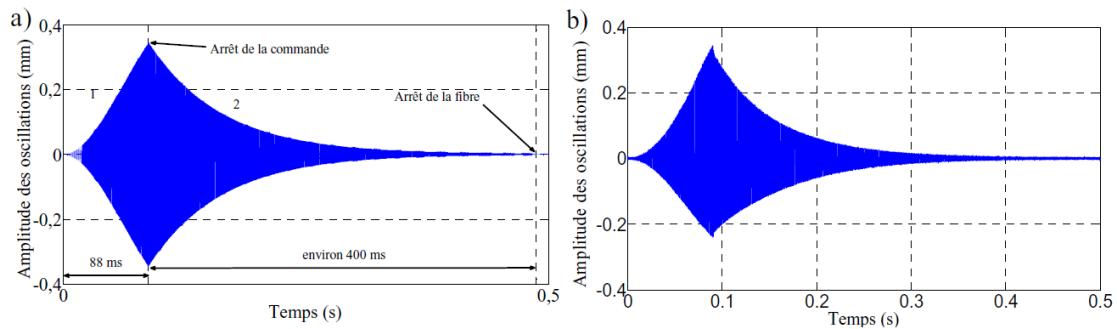 a)
Amplitude des oscillations (mm)
0,4
0,2
0
-0,2
0,4
Arrêt de la commande
1
2
Arrêt de la fibre
88 ms
environ 400 ms
0
0,5
Temps (s)
b)
Amplitude des oscillations (mm)
0.4
0.2
0
-0.2
-0.4
0
0.1
0.2
0.3
0.4
0.5
Temps (s)